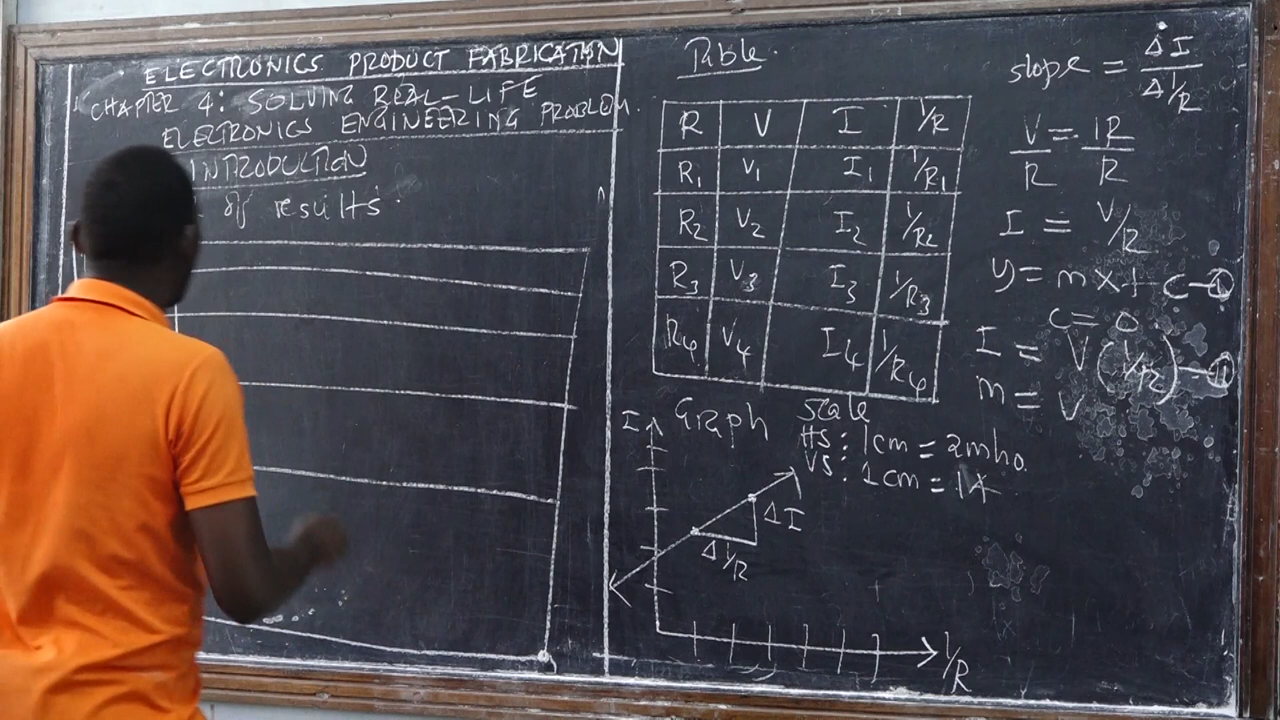 ELECTRONICS PRODUCT FABRICATION
CHAPTER 4: SOLVING REAL-LIFE
ELECTRONICS ENGINEERING PROBLEM.
INTRODUCTION
of results.
Table.
R V I 1/R
R1 V1 I1 1/R1
R2 V2 I2 1/R2
R3 V3 I3 1/R3
R4 V4 I4 1/R4
Graph
Scale
HS: 1cm = 2mho.
VS: 1cm = 1A
I
ΔI
Δ1/R
1/R
slope = ΔI / Δ1/R
V/R = IR/R
I = V/R
y = mx + c — I
c = 0.
I = V(1/R) — II
m = V